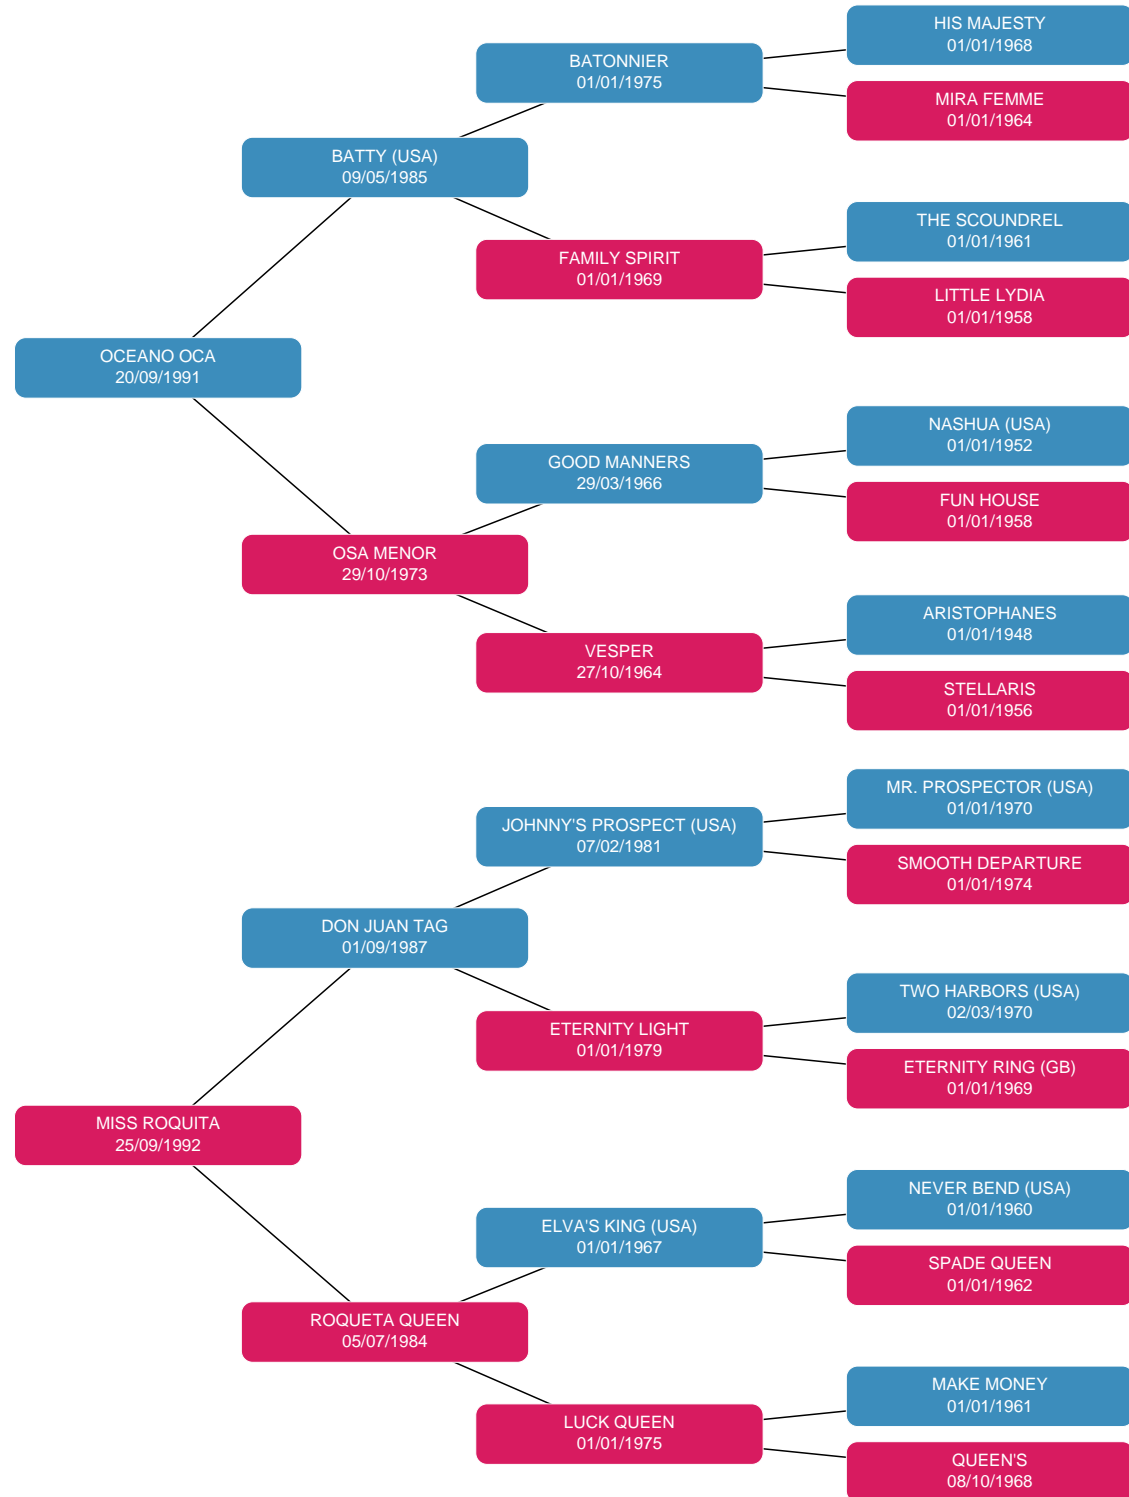 HIS MAJESTY
01/01/1968
BATONNIER
01/01/1975
MIRA FEMME
01/01/1964
BATTY (USA)
09/05/1985
THE SCOUNDREL
01/01/1961
FAMILY SPIRIT
01/01/1969
LITTLE LYDIA
01/01/1958
OCEANO OCA
20/09/1991
NASHUA (USA)
01/01/1952
GOOD MANNERS
29/03/1966
FUN HOUSE
01/01/1958
OSA MENOR
29/10/1973
ARISTOPHANES
01/01/1948
VESPER
27/10/1964
STELLARIS
01/01/1956
MR. PROSPECTOR (USA)
01/01/1970
JOHNNY'S PROSPECT (USA)
07/02/1981
SMOOTH DEPARTURE
01/01/1974
DON JUAN TAG
01/09/1987
TWO HARBORS (USA)
02/03/1970
ETERNITY LIGHT
01/01/1979
ETERNITY RING (GB)
01/01/1969
MISS ROQUITA
25/09/1992
NEVER BEND (USA)
01/01/1960
ELVA'S KING (USA)
01/01/1967
SPADE QUEEN
01/01/1962
ROQUETA QUEEN
05/07/1984
MAKE MONEY
01/01/1961
LUCK QUEEN
01/01/1975
QUEEN'S
08/10/1968